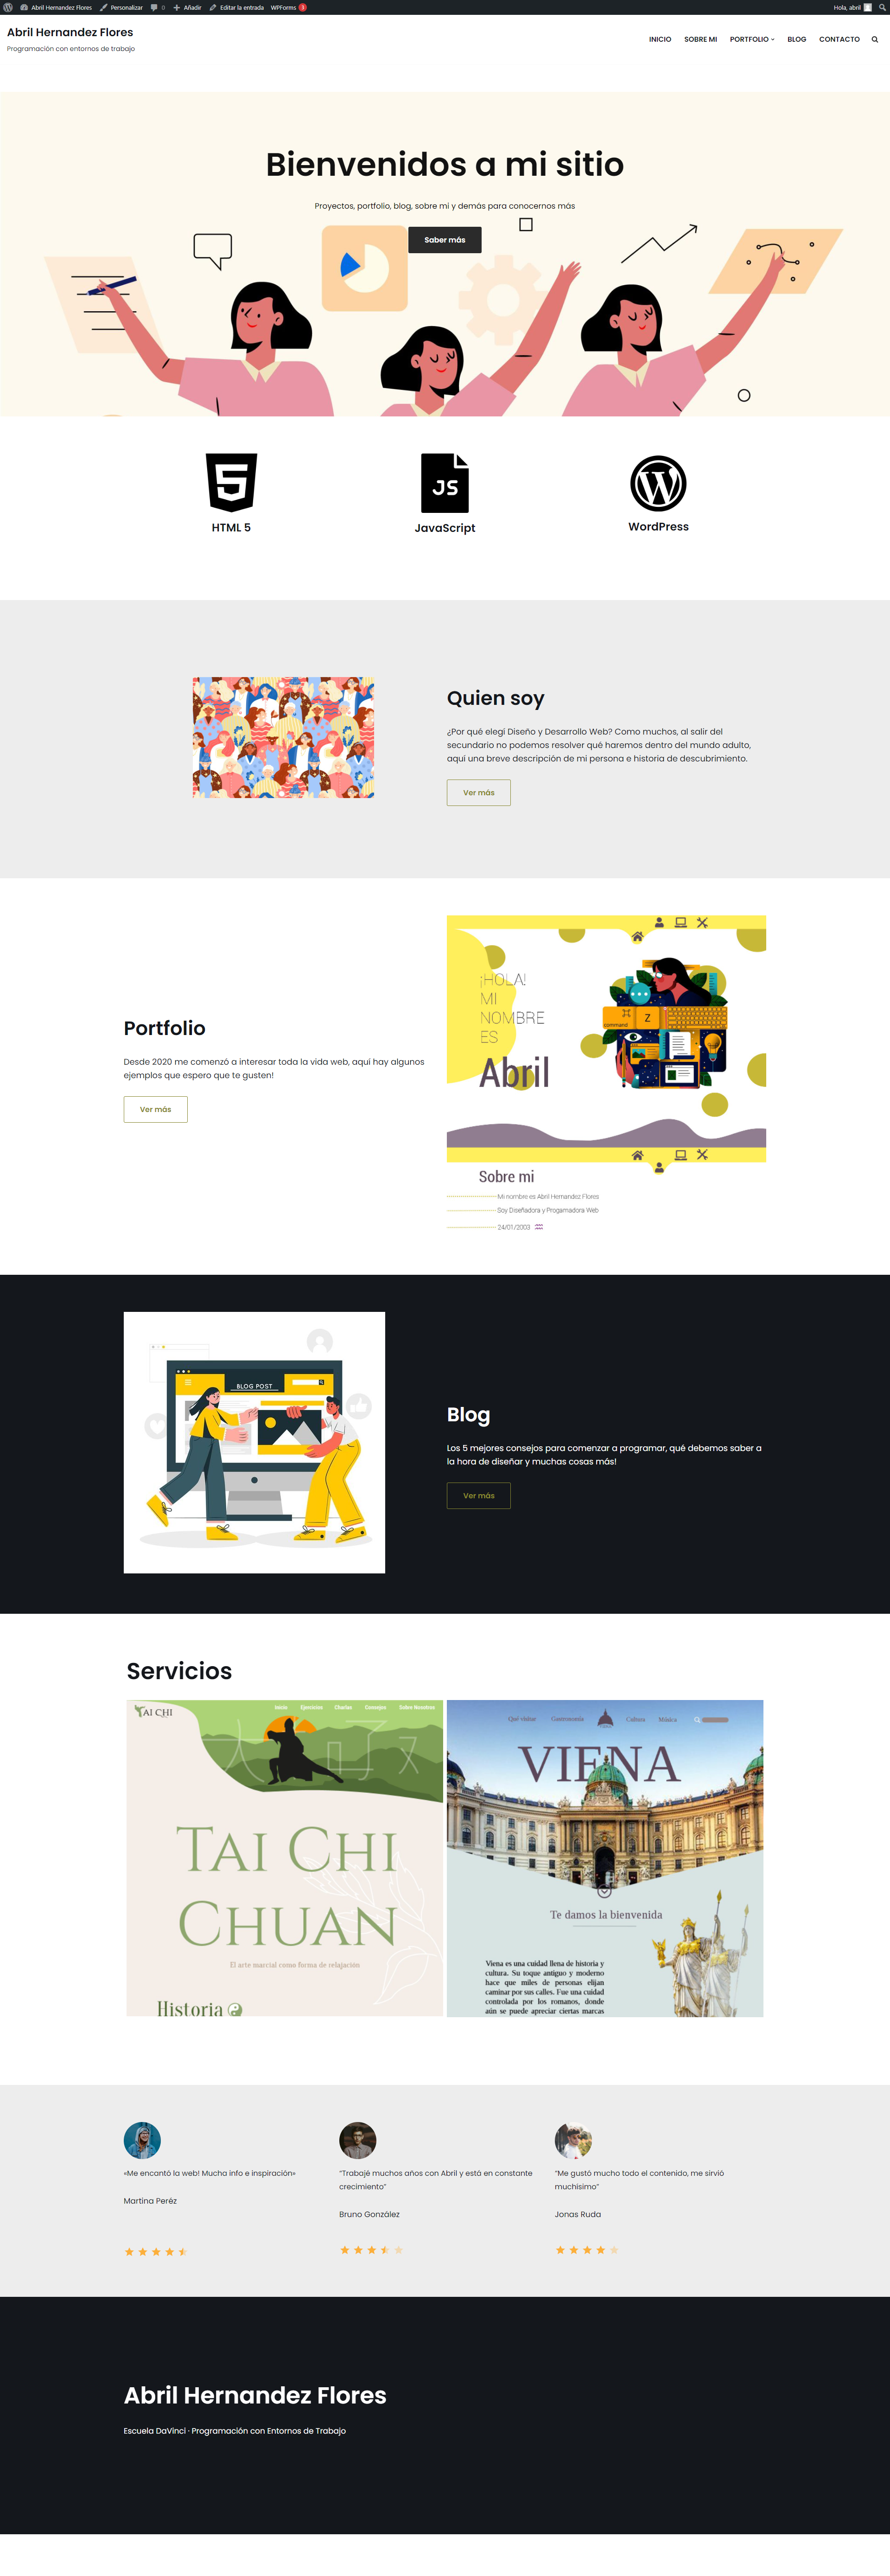 Abril Hernandez Flores Personalizar 0 Añadir Editar la entrada WPForms 3 Hola, abril
Abril Hernandez Flores
Programación con entornos de trabajo
INICIO SOBRE MI PORTFOLIO BLOG CONTACTO
Bienvenidos a mi sitio
Proyectos, portfolio, blog, sobre mí y demás para conocernos más
Saber más
HTML 5
JS
JavaScript
WordPress
Quien soy
¿Por qué elegí Diseño y Desarrollo Web? Como muchos, al salir del
secundario no podemos resolver qué haremos dentro del mundo adulto,
aquí una breve descripción de mi persona e historia de descubrimiento.
Ver más
Portfolio
Desde 2020 me comenzó a interesar toda la vida web, aquí hay algunos
ejemplos que espero que te gusten!
Ver más
¡HOLA!
MI
NOMBRE
ES
Abril
command
Z
Sobre mi
Mi nombre es Abril Hernandez Flores
Soy Diseñadora y Progamadora Web
24/01/2003
BLOG POST
Blog
Los 5 mejores consejos para comenzar a programar, qué debemos saber a
la hora de diseñar y muchas cosas más!
Ver más
Servicios
TAI CHI
Inicio Ejercicios Charlas Consejos Sobre Nosotros
TAI CHI
CHUAN
El arte marcial como forma de relajación
Historia
Qué visitar Gastronomía Cultura Música
VIENA
Te damos la bienvenida
Viena es una cuidad llena de historia y
cultura. Su toque antiguo y moderno
hace que miles de personas elijan
caminar por sus calles. Fue una cuidad
controlada por los romanos, donde
aún se puede apreciar ciertas marcas
«Me encantó la web! Mucha info e inspiración»
Martina Peréz
“Trabajé muchos años con Abril y está en constante
crecimiento”
Bruno González
“Me gustó mucho todo el contenido, me sirvió
muchísimo”
Jonas Ruda
Abril Hernandez Flores
Escuela DaVinci · Programación con Entornos de Trabajo